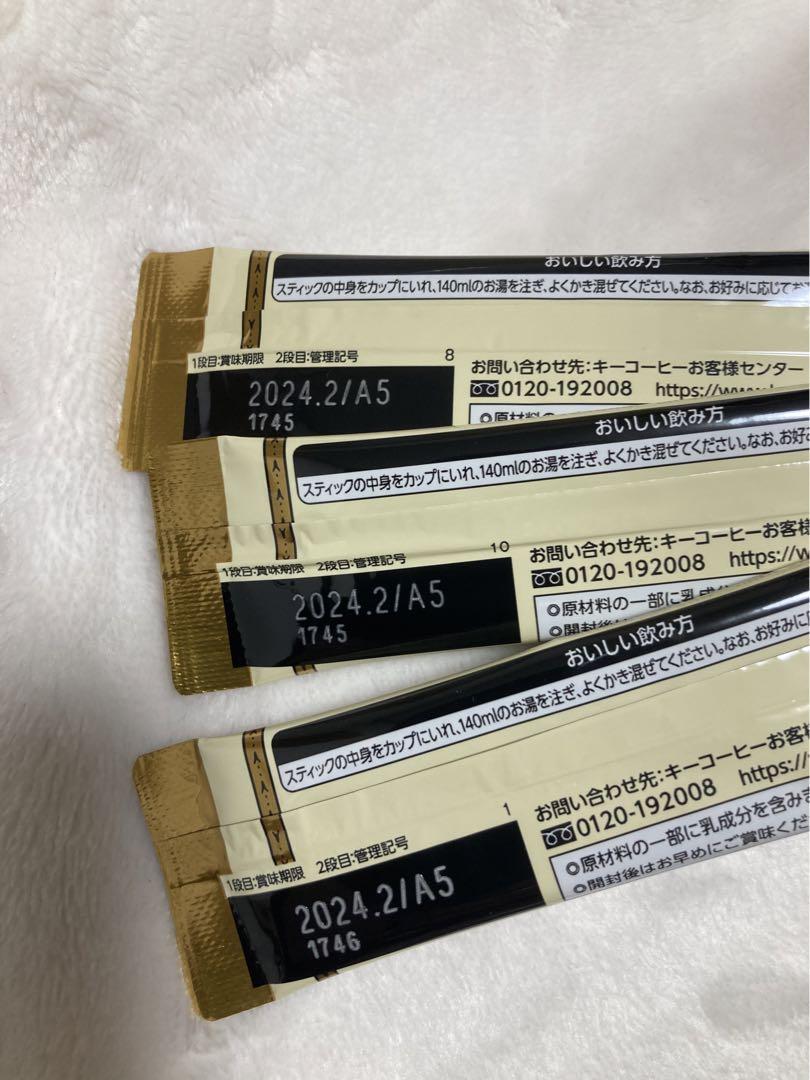 おいしい飲み方
スティックの中身をカップにいれ、140mlのお湯を注ぎ、よくかき混ぜてください。なお、お好みに応じてお
1段目:賞味期限 2段目:管理記号
8
2024.2/A5
1745
お問い合わせ先:キーコーヒーお客様センター
0120-192008 https://www.
◎原材料の
おいしい飲み方
スティックの中身をカップにいれ、140mlのお湯を注ぎ、よくかき混ぜてください。なお、お好み
1段目:賞味期限 2段目:管理記号
10
2024.2/A5
1745
お問い合わせ先:キーコーヒーお客様
0120-192008 https://w
◎原材料の一部に乳成分
◎開封後は
おいしい飲み方
スティックの中身をカップにいれ、140mlのお湯を注ぎ、よくかき混ぜてください。なお、お好みに
1段目:賞味期限 2段目:管理記号
1
2024.2/A5
1746
お問い合わせ先:キーコーヒーお客
0120-192008 https://
◎原材料の一部に乳成分を含みま
◎開封後はお早めにご賞味くだ